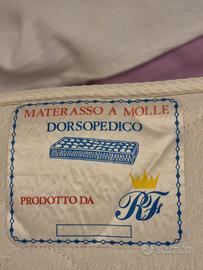 MATERASSO A MOLLE
DORSOPEDICO
PRODOTTO DA
RF